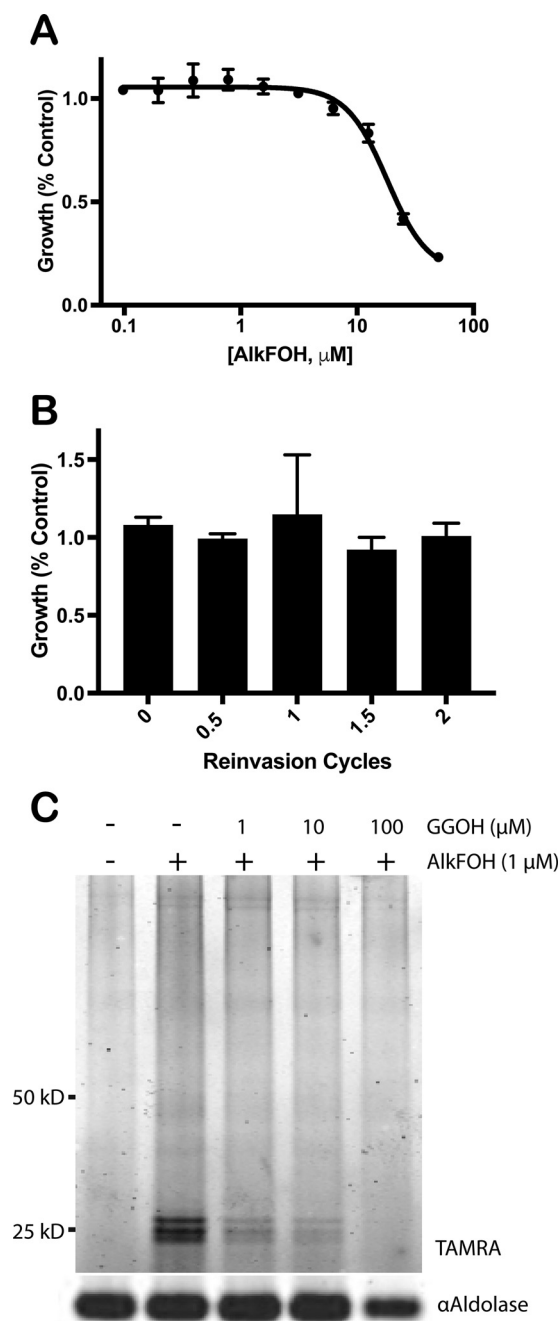 A
Growth (% Control)
1.0
0.5
0.0
0.1 1 10 100
[AlkFOH, μM]
B
Growth (% Control)
1.5
1.0
0.5
0.0
0 0.5 1 1.5 2
Reinvasion Cycles
C
- - 1 10 100 GGOH (μM)
- + + + + AlkFOH (1 μM)
50 kD
25 kD
TAMRA
αAldolase